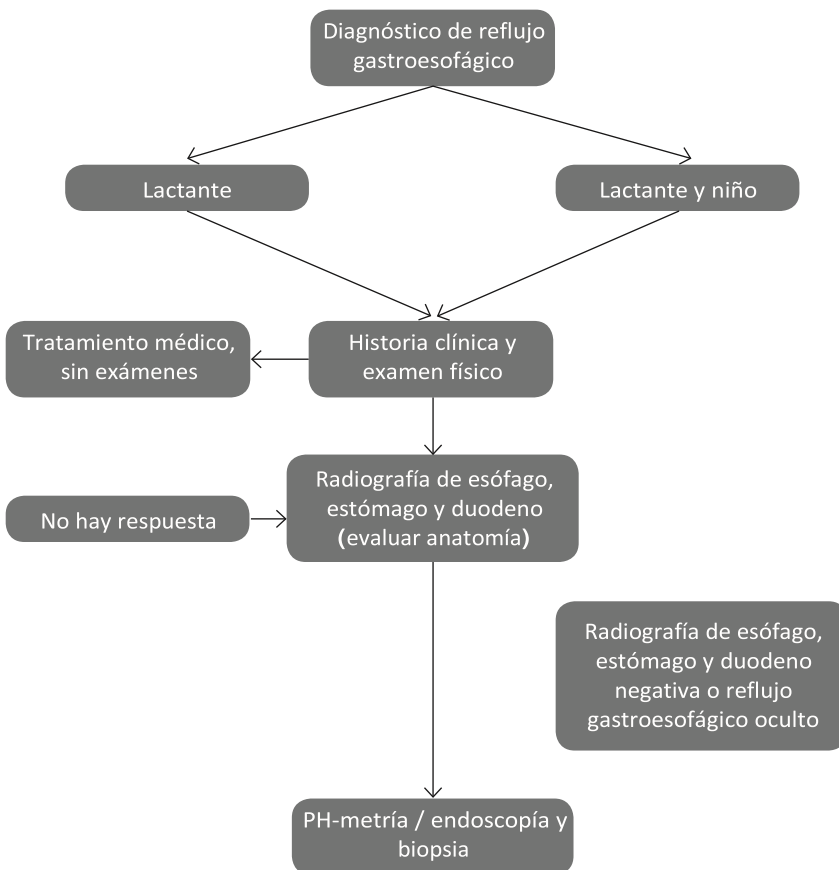 Diagnóstico de reflujo
gastroesofágico
Lactante
Lactante y niño
Tratamiento médico,
sin exámenes
Historia clínica y
examen físico
No hay respuesta
Radiografía de esófago,
estómago y duodeno
(evaluar anatomía)
Radiografía de esófago,
estómago y duodeno
negativa o reflujo
gastroesofágico oculto
PH-metría / endoscopía y
biopsia